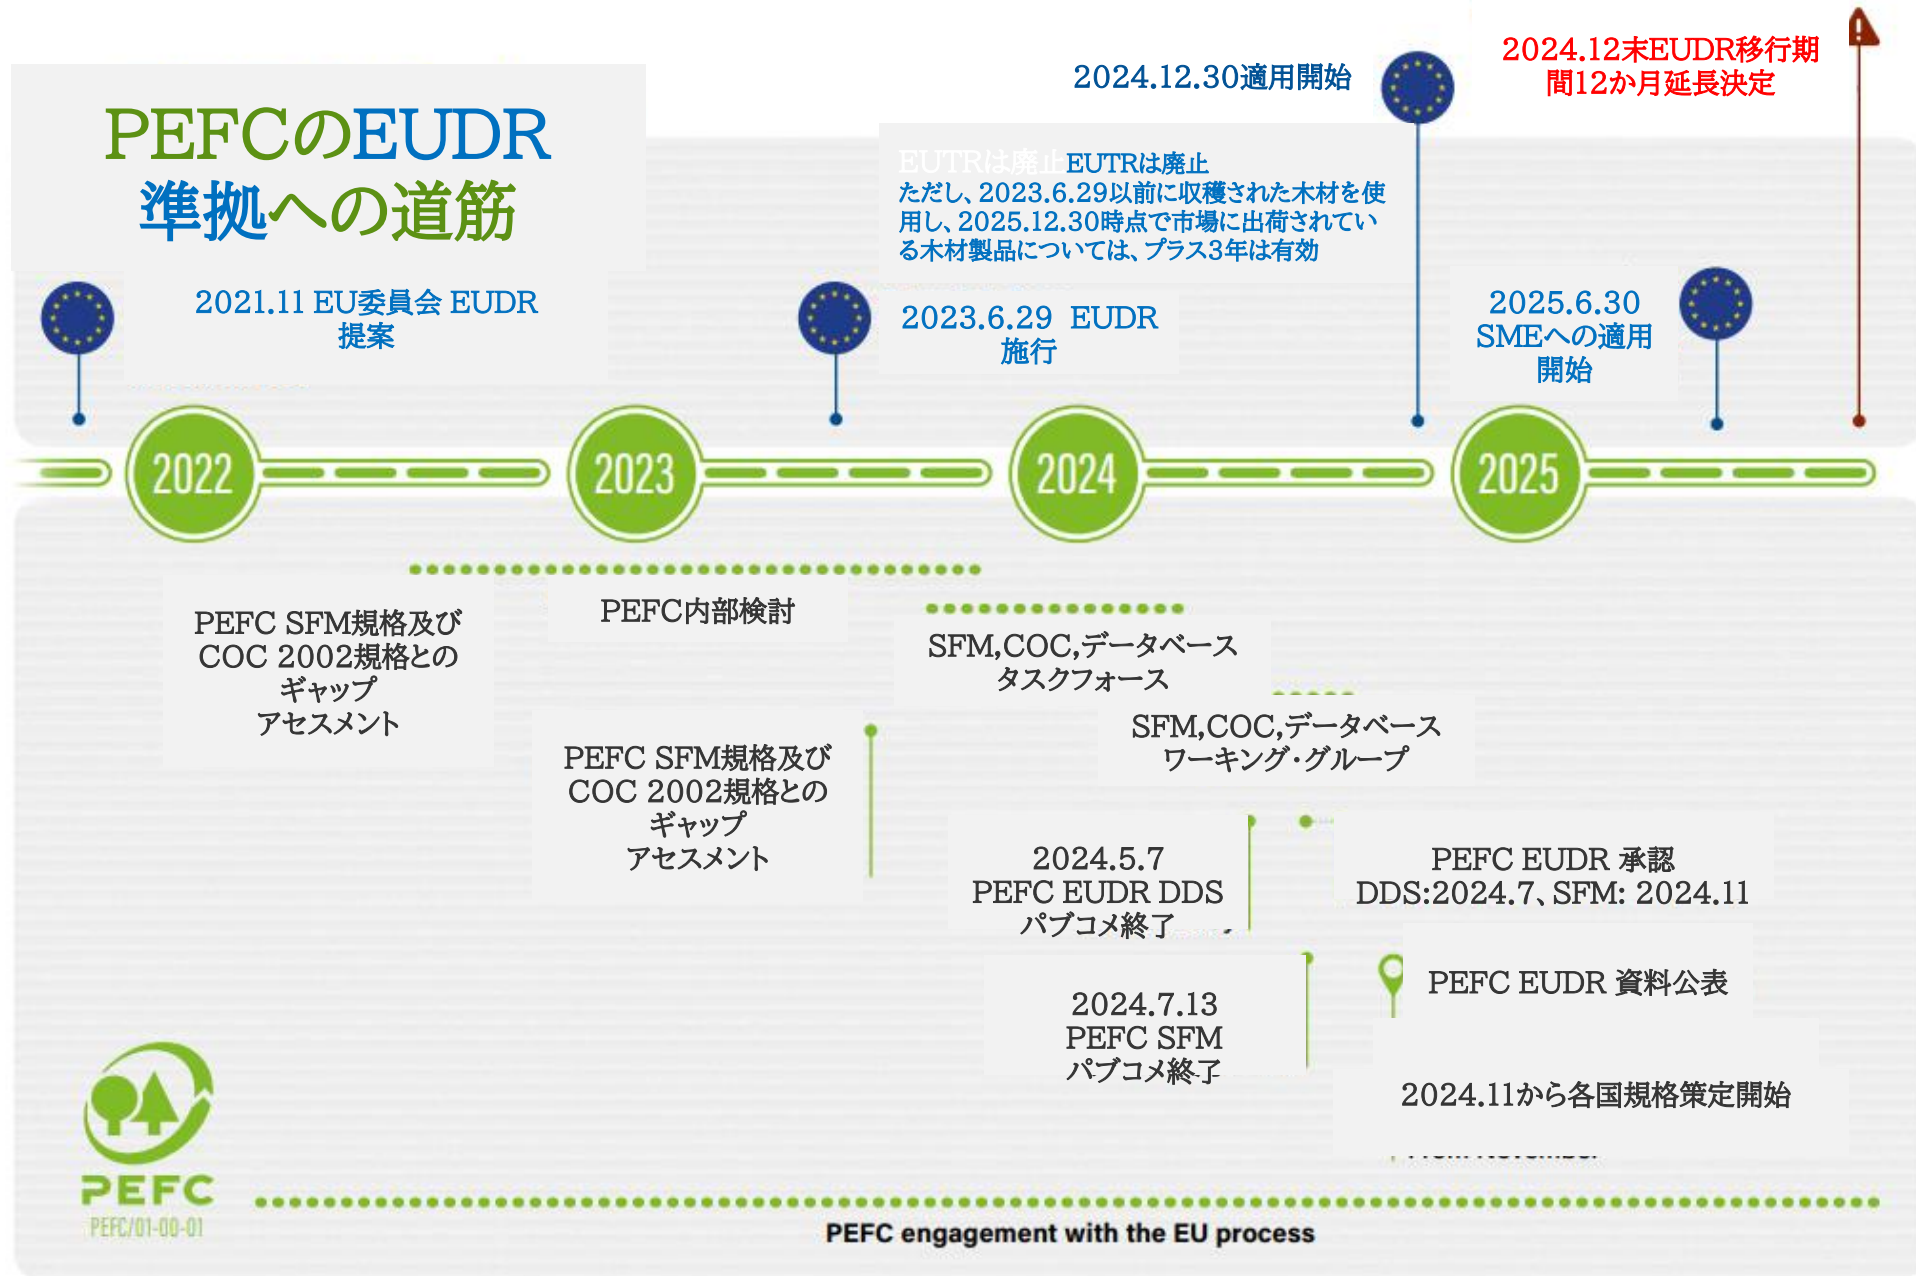 PEFCのEUDR
準拠への道筋
2024.12.30適用開始
2024.12末EUDR移行期
間12か月延長決定
EUTRは廃止EUTRは廃止
ただし、2023.6.29以前に収穫された木材を使
用し、2025.12.30時点で市場に出荷されてい
る木材製品については、プラス3年は有効
2021.11 EU委員会 EUDR
提案
2023.6.29 EUDR
施行
2025.6.30
SMEへの適用
開始
2022
2023
2024
2025
PEFC SFM規格及び
COC 2002規格との
ギャップ
アセスメント
PEFC内部検討
SFM,COC,データベース
タスクフォース
SFM,COC,データベース
ワーキング・グループ
PEFC SFM規格及び
COC 2002規格との
ギャップ
アセスメント
2024.5.7
PEFC EUDR DDS
パブコメ終了
PEFC EUDR 承認
DDS:2024.7、SFM: 2024.11
2024.7.13
PEFC SFM
パブコメ終了
PEFC EUDR 資料公表
2024.11から各国規格策定開始
PEFC
PEFC/01-00-01
PEFC engagement with the EU process